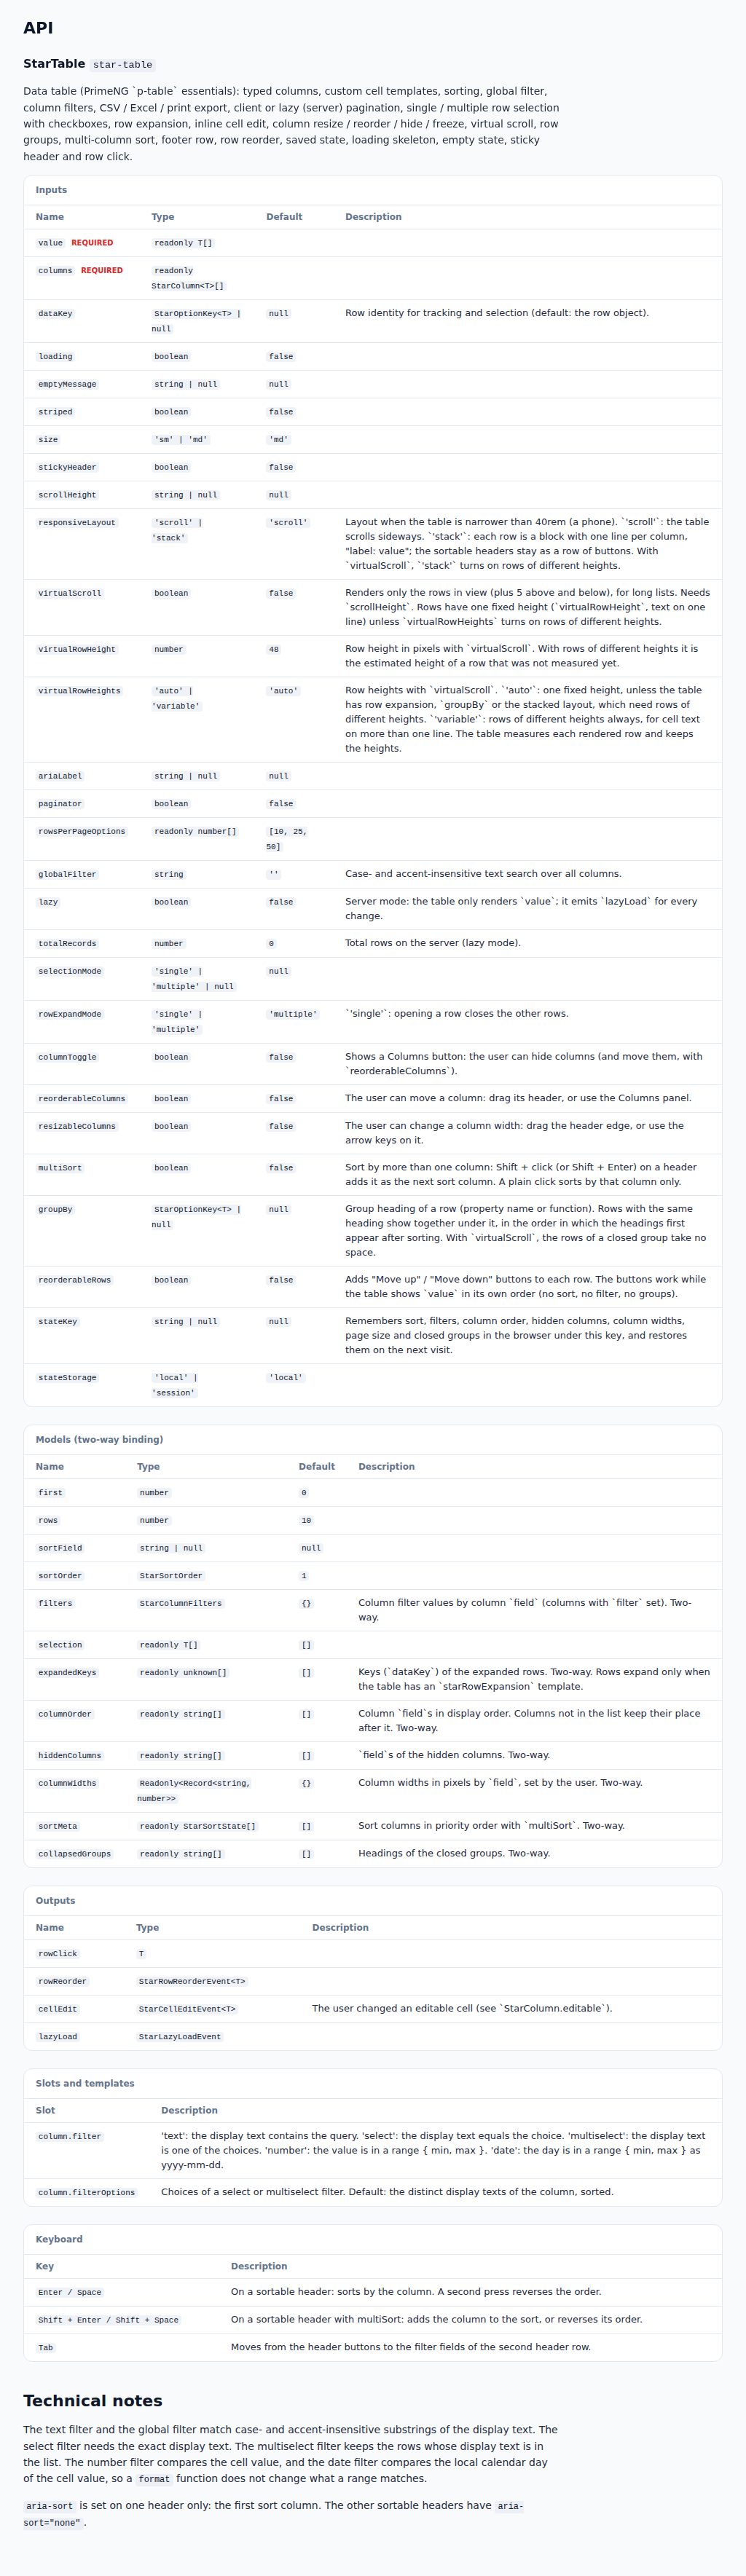 API
StarTable star-table
Data table (PrimeNG `p-table` essentials): typed columns, custom cell templates, sorting, global filter,
column filters, CSV / Excel / print export, client or lazy (server) pagination, single / multiple row selection
with checkboxes, row expansion, inline cell edit, column resize / reorder / hide / freeze, virtual scroll, row
groups, multi-column sort, footer row, row reorder, saved state, loading skeleton, empty state, sticky
header and row click.
Inputs
Name Type Default Description
value REQUIRED readonly T[]
columns REQUIRED readonly
StarColumn<T>[]
dataKey StarOptionKey<T> | null Row identity for tracking and selection (default: the row object).
null
loading boolean false
emptyMessage string | null null
striped boolean false
size 'sm' | 'md' 'md'
stickyHeader boolean false
scrollHeight string | null null
responsiveLayout 'scroll' | 'scroll' Layout when the table is narrower than 40rem (a phone). `'scroll'`: the table
'stack' scrolls sideways. `'stack'`: each row is a block with one line per column,
"label: value"; the sortable headers stay as a row of buttons. With
`virtualScroll`, `'stack'` turns on rows of different heights.
virtualScroll boolean false Renders only the rows in view (plus 5 above and below), for long lists. Needs
`scrollHeight`. Rows have one fixed height (`virtualRowHeight`, text on one
line) unless `virtualRowHeights` turns on rows of different heights.
virtualRowHeight number 48 Row height in pixels with `virtualScroll`. With rows of different heights it is
the estimated height of a row that was not measured yet.
virtualRowHeights 'auto' | 'auto' Row heights with `virtualScroll`. `'auto'`: one fixed height, unless the table
'variable' has row expansion, `groupBy` or the stacked layout, which need rows of
different heights. `'variable'`: rows of different heights always, for cell text
on more than one line. The table measures each rendered row and keeps
the heights.
ariaLabel string | null null
paginator boolean false
rowsPerPageOptions readonly number[] [10, 25,
50]
globalFilter string '' Case- and accent-insensitive text search over all columns.
lazy boolean false Server mode: the table only renders `value`; it emits `lazyLoad` for every
change.
totalRecords number 0 Total rows on the server (lazy mode).
selectionMode 'single' | null
'multiple' | null
rowExpandMode 'single' | 'multiple' `'single'`: opening a row closes the other rows.
'multiple'
columnToggle boolean false Shows a Columns button: the user can hide columns (and move them, with
`reorderableColumns`).
reorderableColumns boolean false The user can move a column: drag its header, or use the Columns panel.
resizableColumns boolean false The user can change a column width: drag the header edge, or use the
arrow keys on it.
multiSort boolean false Sort by more than one column: Shift + click (or Shift + Enter) on a header
adds it as the next sort column. A plain click sorts by that column only.
groupBy StarOptionKey<T> | null Group heading of a row (property name or function). Rows with the same
null heading show together under it, in the order in which the headings first
appear after sorting. With `virtualScroll`, the rows of a closed group take no
space.
reorderableRows boolean false Adds "Move up" / "Move down" buttons to each row. The buttons work while
the table shows `value` in its own order (no sort, no filter, no groups).
stateKey string | null null Remembers sort, filters, column order, hidden columns, column widths,
page size and closed groups in the browser under this key, and restores
them on the next visit.
stateStorage 'local' | 'local'
'session'
Models (two-way binding)
Name Type Default Description
first number 0
rows number 10
sortField string | null null
sortOrder StarSortOrder 1
filters StarColumnFilters {} Column filter values by column `field` (columns with `filter` set). Two-
way.
selection readonly T[] []
expandedKeys readonly unknown[] [] Keys (`dataKey`) of the expanded rows. Two-way. Rows expand only when
the table has an `starRowExpansion` template.
columnOrder readonly string[] [] Column `field`s in display order. Columns not in the list keep their place
after it. Two-way.
hiddenColumns readonly string[] [] `field`s of the hidden columns. Two-way.
columnWidths Readonly<Record<string, {} Column widths in pixels by `field`, set by the user. Two-way.
number>>
sortMeta readonly StarSortState[] [] Sort columns in priority order with `multiSort`. Two-way.
collapsedGroups readonly string[] [] Headings of the closed groups. Two-way.
Outputs
Name Type Description
rowClick T
rowReorder StarRowReorderEvent<T>
cellEdit StarCellEditEvent<T> The user changed an editable cell (see `StarColumn.editable`).
lazyLoad StarLazyLoadEvent
Slots and templates
Slot Description
column.filter 'text': the display text contains the query. 'select': the display text equals the choice. 'multiselect': the display text
is one of the choices. 'number': the value is in a range { min, max }. 'date': the day is in a range { min, max } as
yyyy-mm-dd.
column.filterOptions Choices of a select or multiselect filter. Default: the distinct display texts of the column, sorted.
Keyboard
Key Description
Enter / Space On a sortable header: sorts by the column. A second press reverses the order.
Shift + Enter / Shift + Space On a sortable header with multiSort: adds the column to the sort, or reverses its order.
Tab Moves from the header buttons to the filter fields of the second header row.
Technical notes
The text filter and the global filter match case- and accent-insensitive substrings of the display text. The
select filter needs the exact display text. The multiselect filter keeps the rows whose display text is in
the list. The number filter compares the cell value, and the date filter compares the local calendar day
of the cell value, so a format function does not change what a range matches.
aria-sort is set on one header only: the first sort column. The other sortable headers have aria-
sort="none".